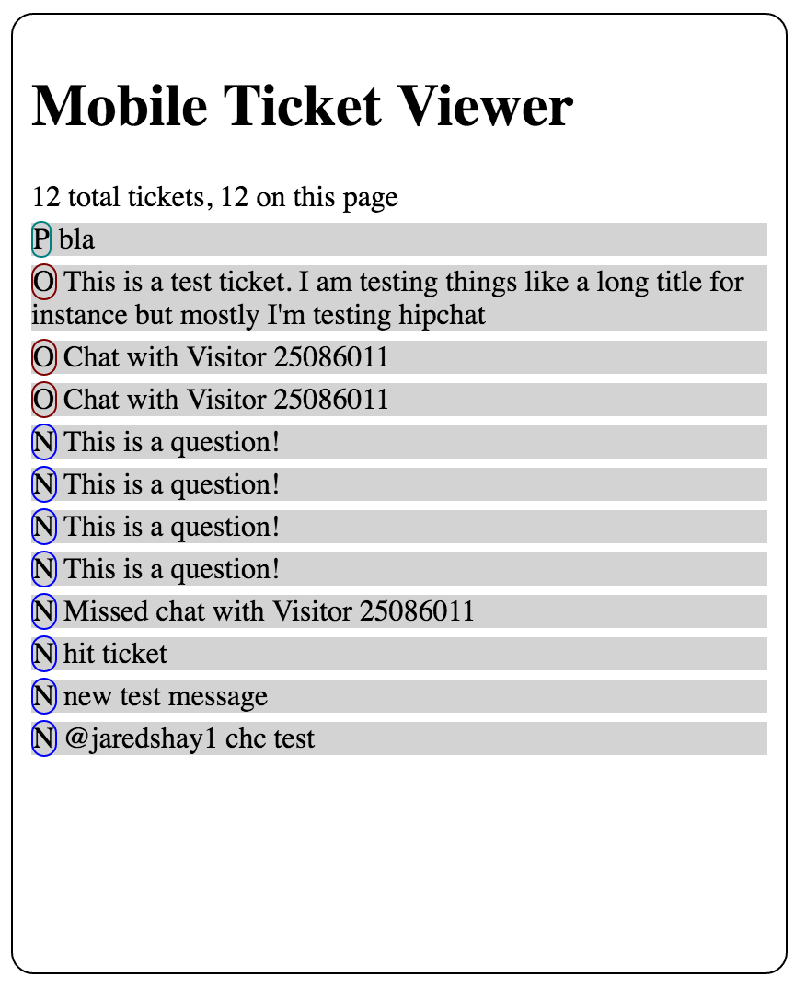 Mobile Ticket Viewer
12 total tickets, 12 on this page
P bla
O This is a test ticket. I am testing things like a long title for
instance but mostly I'm testing hipchat
O Chat with Visitor 25086011
O Chat with Visitor 25086011
N This is a question!
N This is a question!
N This is a question!
N This is a question!
N Missed chat with Visitor 25086011
N hit ticket
N new test message
N @jaredshay1 chc test